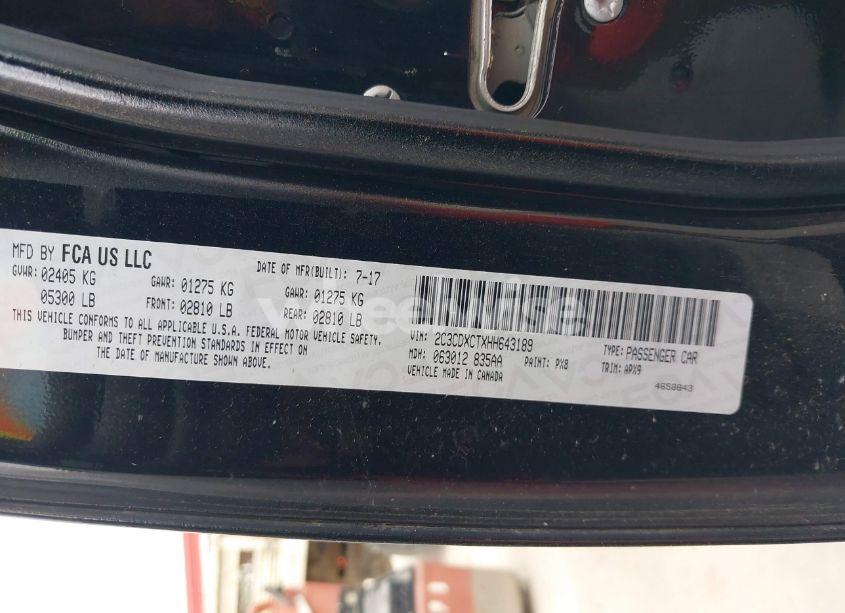 MFD BY FCA US LLC
DATE OF MFR(BUILT): 7-17
GVWR: 02405 KG
05300 LB
GAWR: 01275 KG
FRONT: 02810 LB
GAWR: 01275 KG
REAR: 02810 LB
THIS VEHICLE CONFORMS TO ALL APPLICABLE U.S.A. FEDERAL MOTOR VEHICLE SAFETY,
BUMPER AND THEFT PREVENTION STANDARDS IN EFFECT ON
THE DATE OF MANUFACTURE SHOWN ABOVE.
VIN: 2C3CDXCTXHH643189
TYPE: PASSENGER CAR
MDH: 063012 835AA
PAINT: PX8
TRIM: APX9
VEHICLE MADE IN CANADA
4658843